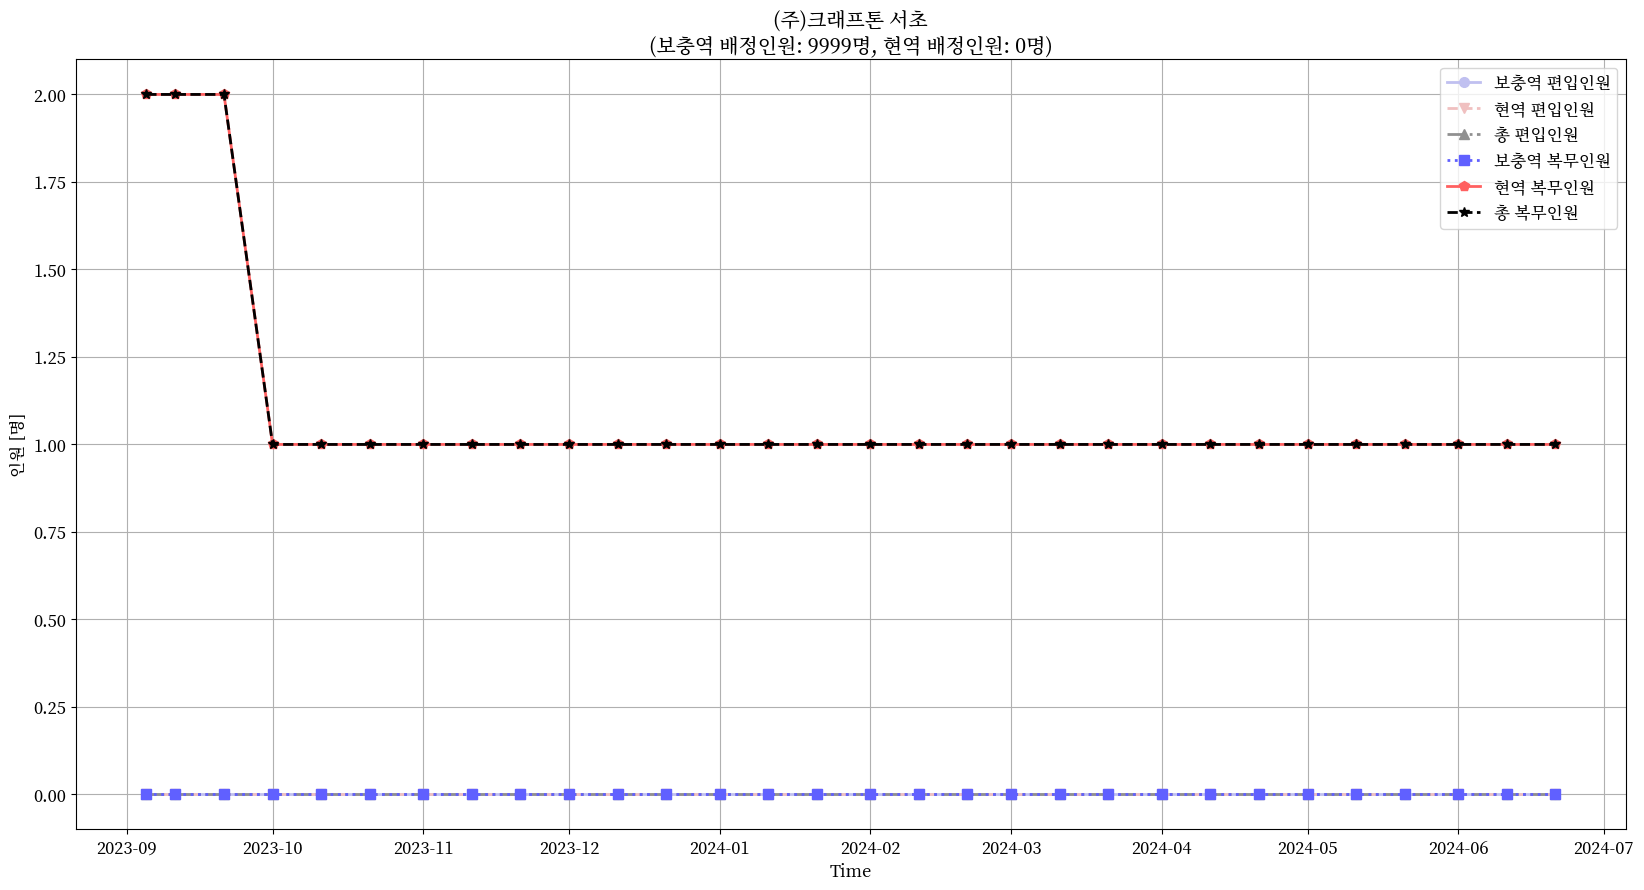 (주)크래프톤 서초
(보충역 배정인원: 9999명, 현역 배정인원: 0명)
보충역 편입인원
현역 편입인원
총 편입인원
보충역 복무인원
현역 복무인원
총 복무인원
인원 [명]
2.00
1.75
1.50
1.25
1.00
0.75
0.50
0.25
0.00
2023-09 2023-10 2023-11 2023-12 2024-01 2024-02 2024-03 2024-04 2024-05 2024-06 2024-07
Time